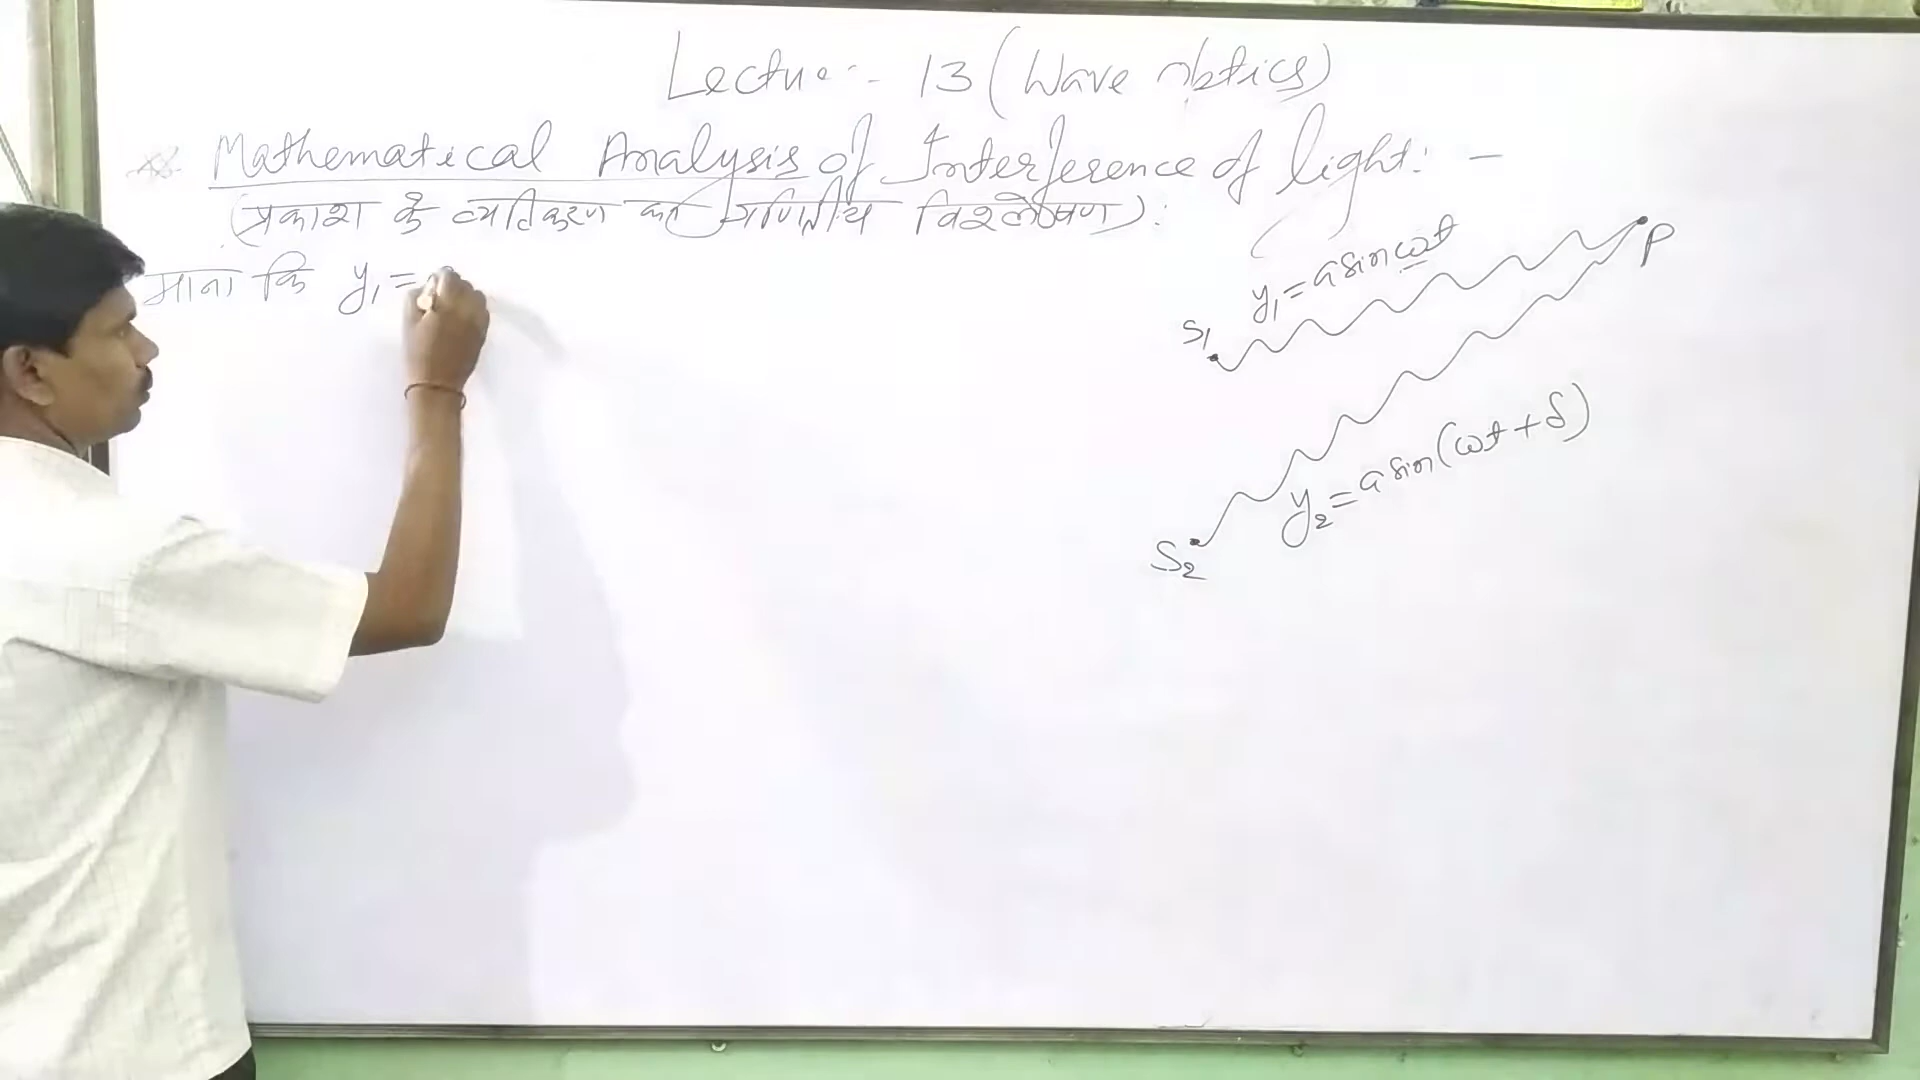 Lecture:- 13 (Wave optics)
Mathematical Analysis of Interference of light: -
(प्रकाश के व्यतिकरण का गणितीय विश्लेषण):
माना कि y₁ =
S₁
y₁ = a sin ωt
P
S₂
y₂ = a sin(ωt + δ)